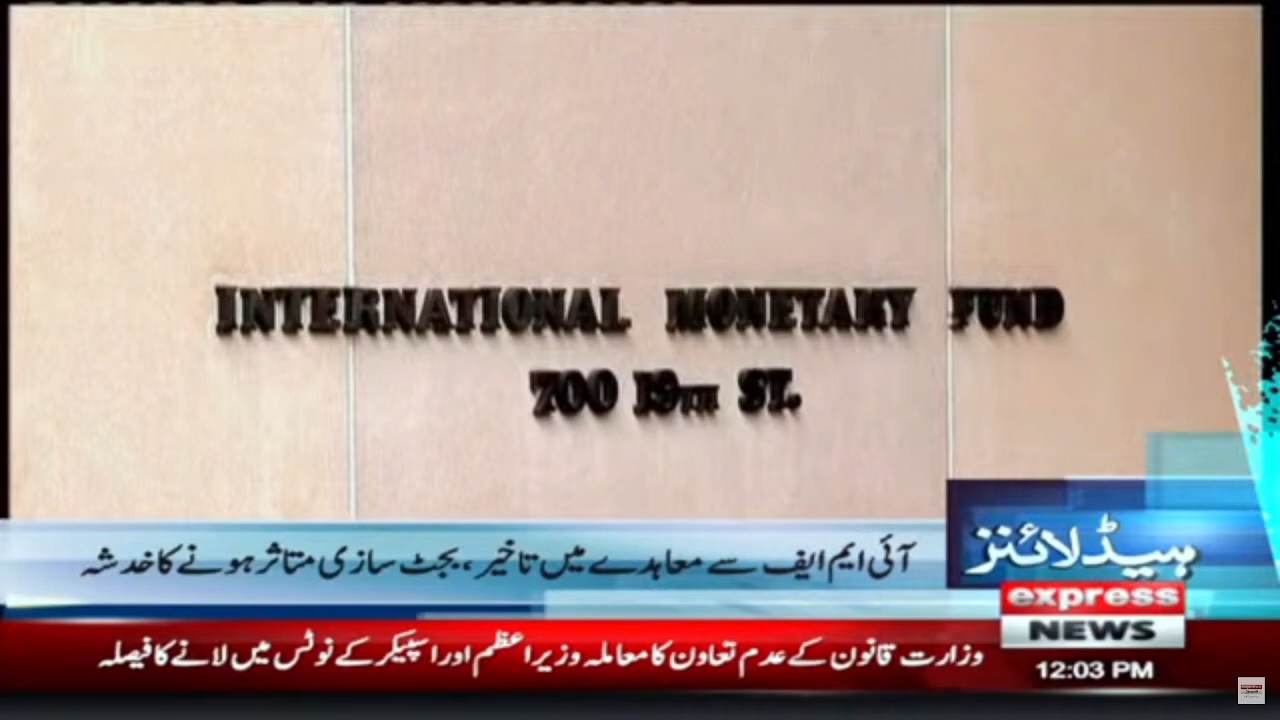 INTERNATIONAL MONETARY FUND
700 19TH ST.
ہیڈلائنز
آئی ایم ایف سے معاہدے میں تاخیر، بجٹ سازی متاثر ہونے کا خدشہ
express
NEWS
وزارت قانون کے عدم تعاون کا معاملہ وزیراعظم اور اسپیکر کے نوٹس میں لانے کا فیصلہ
12:03 PM